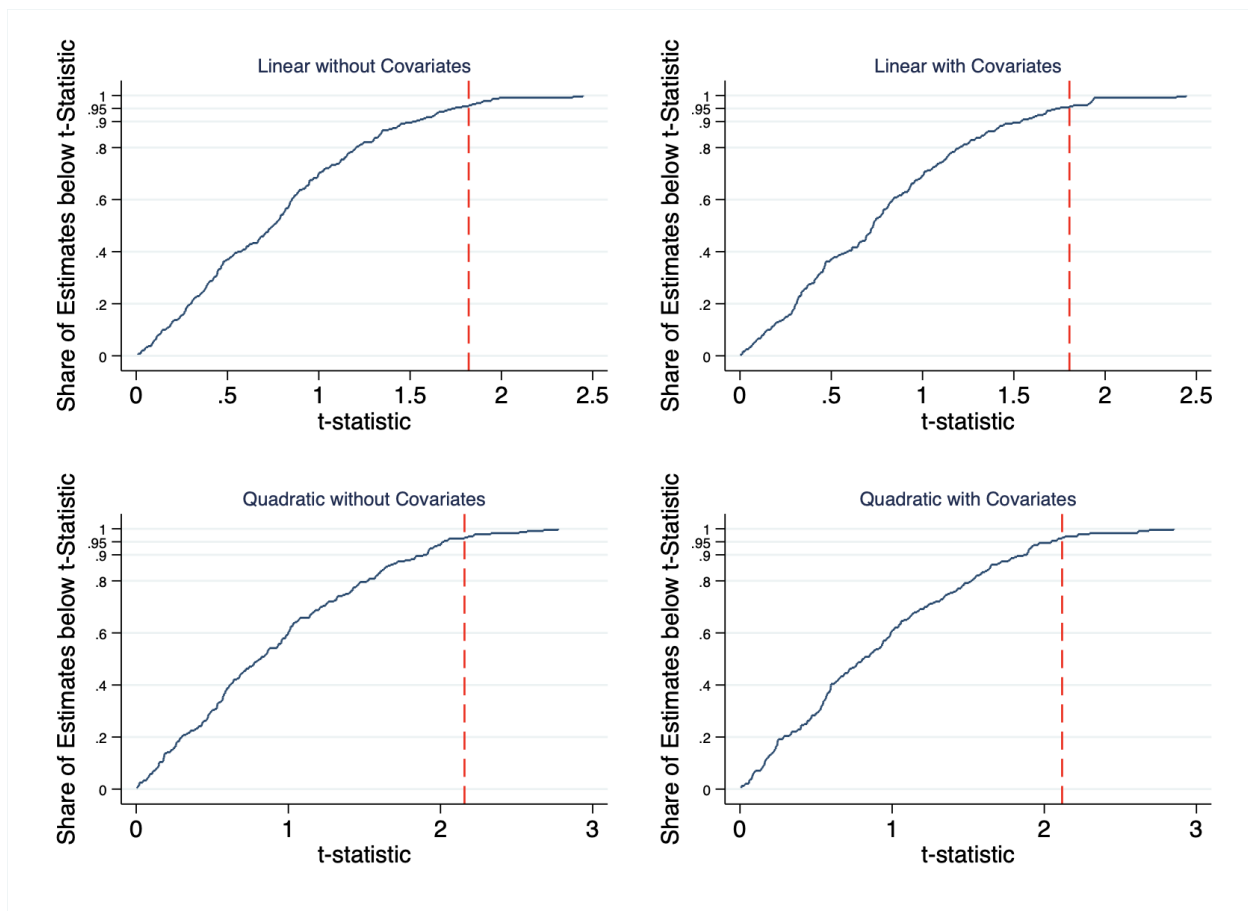 Linear without Covariates
Share of Estimates below t-Statistic
1
.95
.9
.8
.6
.4
.2
0
0 .5 1 1.5 2 2.5
t-statistic
Linear with Covariates
Share of Estimates below t-Statistic
1
.95
.9
.8
.6
.4
.2
0
0 .5 1 1.5 2 2.5
t-statistic
Quadratic without Covariates
Share of Estimates below t-Statistic
1
.95
.9
.8
.6
.4
.2
0
0 1 2 3
t-statistic
Quadratic with Covariates
Share of Estimates below t-Statistic
1
.95
.9
.8
.6
.4
.2
0
0 1 2 3
t-statistic